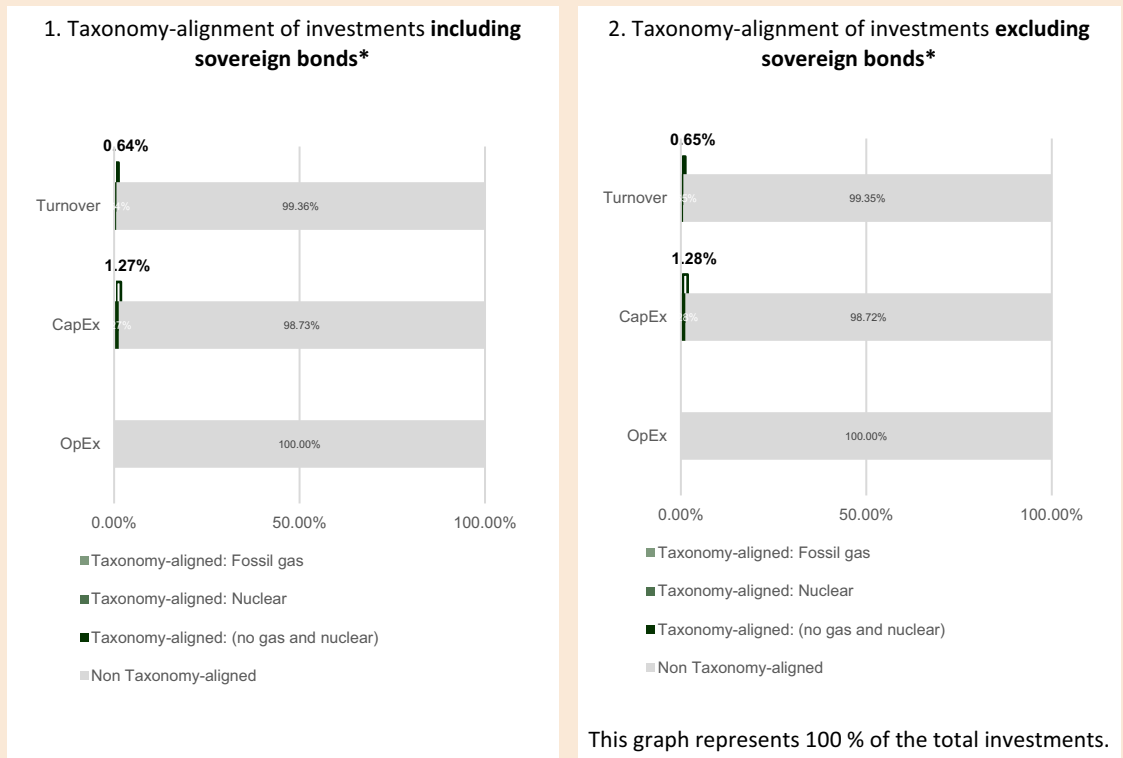 1. Taxonomy-alignment of investments including
sovereign bonds*
0.64%
Turnover
99.36%
1.27%
CapEx
98.73%
OpEx
100.00%
0.00%
50.00%
100.00%
Taxonomy-aligned: Fossil gas
Taxonomy-aligned: Nuclear
Taxonomy-aligned: (no gas and nuclear)
Non Taxonomy-aligned
2. Taxonomy-alignment of investments excluding
sovereign bonds*
0.65%
Turnover
99.35%
1.28%
CapEx
98.72%
OpEx
100.00%
0.00%
50.00%
100.00%
Taxonomy-aligned: Fossil gas
Taxonomy-aligned: Nuclear
Taxonomy-aligned: (no gas and nuclear)
Non Taxonomy-aligned
This graph represents 100 % of the total investments.